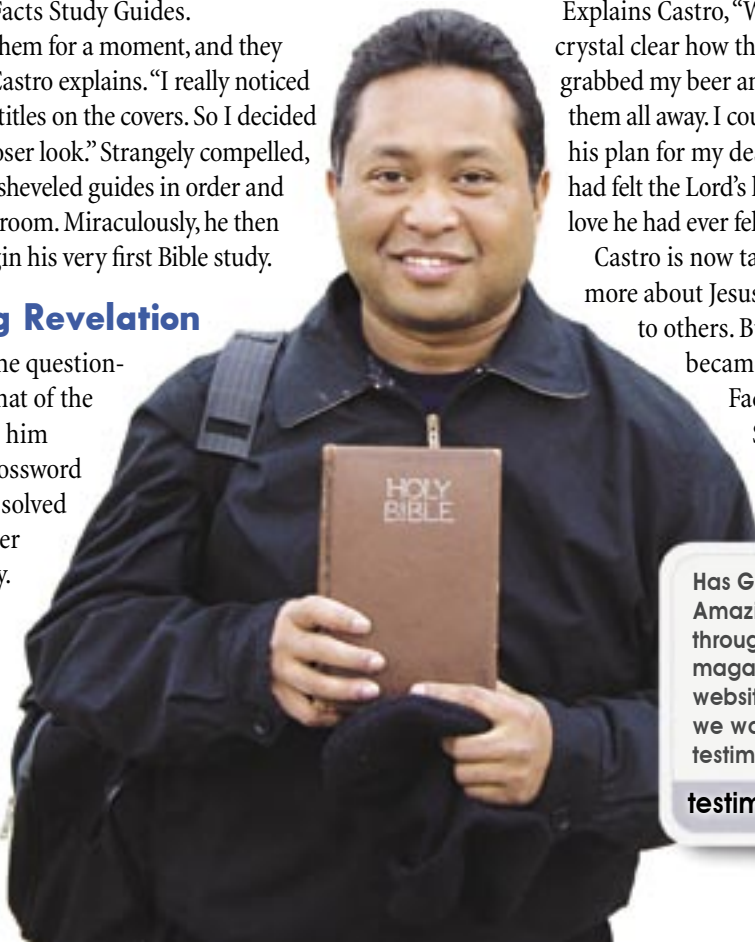 Facts Study Guides.
hem for a moment, and they
Castro explains. “I really noticed
titles on the covers. So I decided
oser look.” Strangely compelled,
sheveled guides in order and
room. Miraculously, he then
gin his very first Bible study.
g Revelation
he question-
hat of the
him
ossword
solved
er
y.
HOLY
BIBLE
Explains Castro, “W
crystal clear how th
grabbed my beer an
them all away. I cou
his plan for my dea
had felt the Lord’s l
love he had ever fel
Castro is now ta
more about Jesus
to others. B
becam
Fac
S
Has G
Amazi
throug
maga
websit
we wo
testim
testim